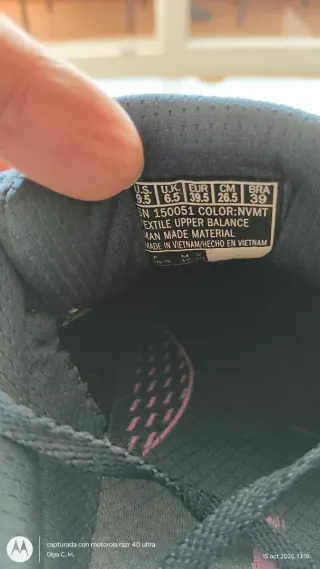 U.S. U.K. EUR CM BRA
9.5 6.5 39.5 26.5 39
SN 150051 COLOR:NVMT
TEXTILE UPPER BALANCE
MAN MADE MATERIAL
MADE IN VIETNAM/HECHO EN VIETNAM
capturada con motorola razr 40 ultra
Olga C. M.
15 oct 2025, 13:19